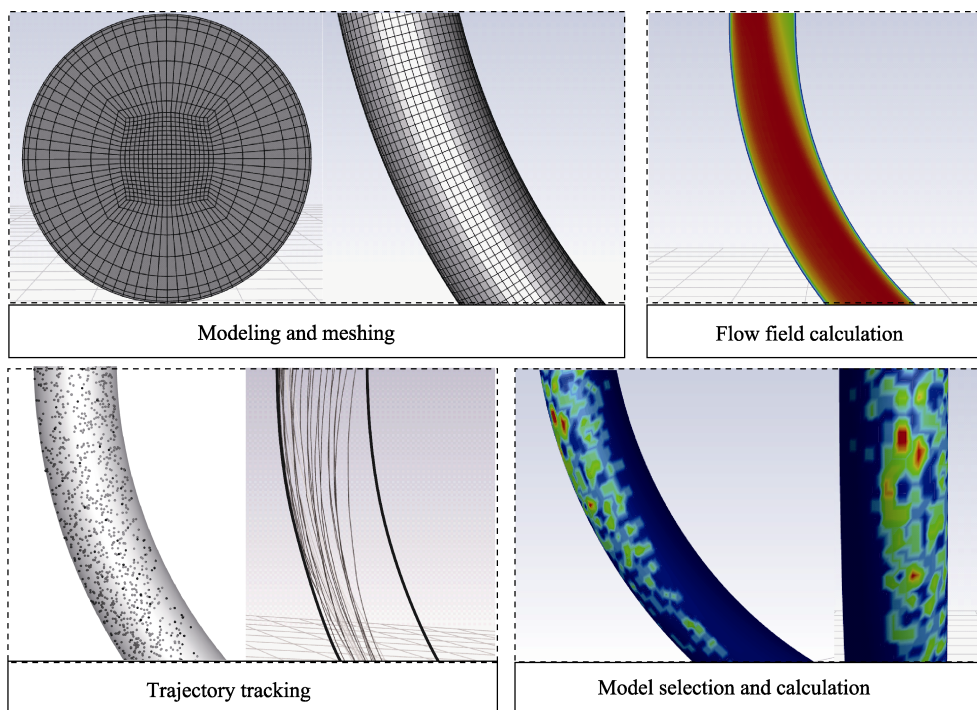 Modeling and meshing
Flow field calculation
Trajectory tracking
Model selection and calculation